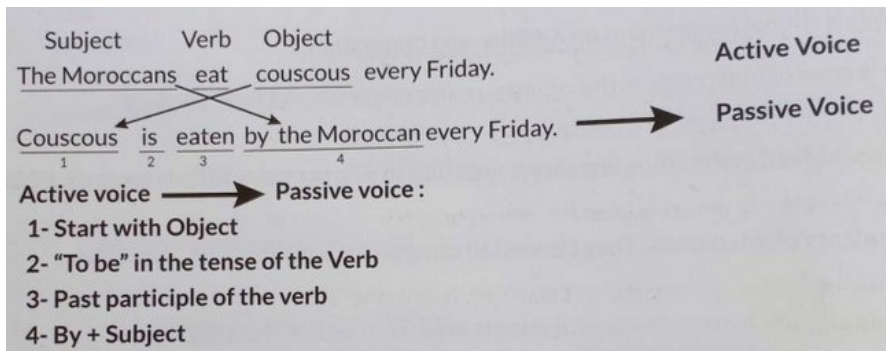 Subject Verb Object
The Moroccans eat couscous every Friday.
Active Voice
Couscous is eaten by the Moroccan every Friday.
Passive Voice
1 2 3 4
Active voice Passive voice :
1- Start with Object
2- “To be” in the tense of the Verb
3- Past participle of the verb
4- By + Subject